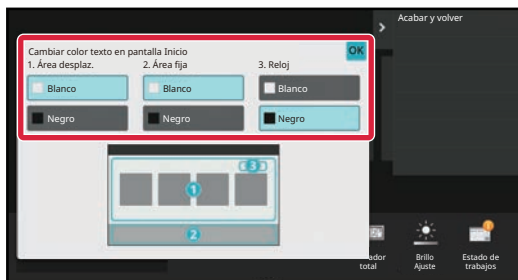 Acabar y volver
Cambiar color texto en pantalla Inicio
OK
1. Área desplaz.
2. Área fija
3. Reloj
Blanco
Blanco
Blanco
Negro
Negro
Negro
3
1
2
total
Brillo
Ajuste
Estado de
trabajos